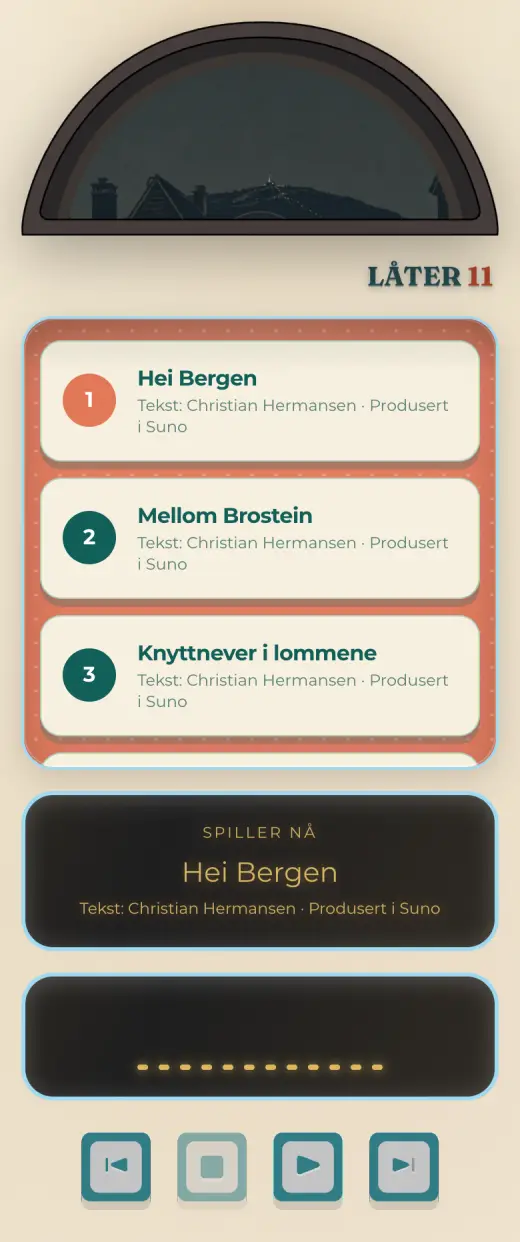 LÅTER 11
1
Hei Bergen
Tekst: Christian Hermansen · Produsert
i Suno
2
Mellom Brostein
Tekst: Christian Hermansen · Produsert
i Suno
3
Knyttnever i lommene
Tekst: Christian Hermansen · Produsert
i Suno
SPILLER NÅ
Hei Bergen
Tekst: Christian Hermansen · Produsert i Suno